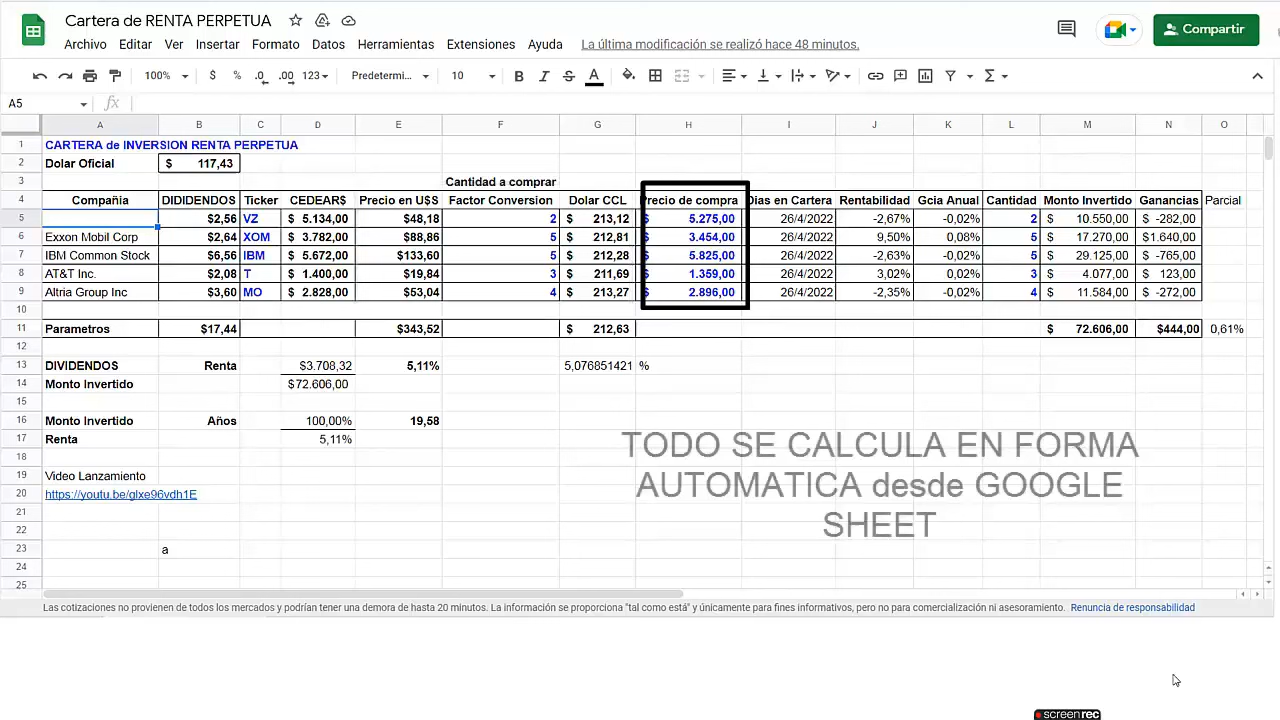 Cartera de RENTA PERPETUA
Compartir
Archivo Editar Ver Insertar Formato Datos Herramientas Extensiones Ayuda La última modificación se realizó hace 48 minutos.
100% $ % .0 .00 123 Predetermi... 10 B I S A
A5 fx
A B C D E F G H I J K L M N O
1 CARTERA de INVERSION RENTA PERPETUA
2 Dolar Oficial $ 117,43
3 Cantidad a comprar
4 Compañia DIDIDENDOS Ticker CEDEAR$ Precio en U$S Factor Conversion Dolar CCL Precio de compra Dias en Cartera Rentabilidad Gcia Anual Cantidad Monto Invertido Ganancias Parcial
5 $2,56 VZ $ 5.134,00 $48,18 2 $ 213,12 $ 5.275,00 26/4/2022 -2,67% -0,02% 2 $ 10.550,00 $ -282,00
6 Exxon Mobil Corp $2,64 XOM $ 3.782,00 $88,86 5 $ 212,81 $ 3.454,00 26/4/2022 9,50% 0,08% 5 $ 17.270,00 $1.640,00
7 IBM Common Stock $6,56 IBM $ 5.672,00 $133,60 5 $ 212,28 $ 5.825,00 26/4/2022 -2,63% -0,02% 5 $ 29.125,00 $ -765,00
8 AT&T Inc. $2,08 T $ 1.400,00 $19,84 3 $ 211,69 $ 1.359,00 26/4/2022 3,02% 0,02% 3 $ 4.077,00 $ 123,00
9 Altria Group Inc $3,60 MO $ 2.828,00 $53,04 4 $ 213,27 $ 2.896,00 26/4/2022 -2,35% -0,02% 4 $ 11.584,00 $ -272,00
10
11 Parametros $17,44 $343,52 $ 212,63 $ 72.606,00 $444,00 0,61%
12
13 DIVIDENDOS Renta $3.708,32 5,11% 5,076851421 %
14 Monto Invertido $72.606,00
15
16 Monto Invertido Años 100,00% 19,58
17 Renta 5,11%
18
TODO SE CALCULA EN FORMA
AUTOMATICA desde GOOGLE
SHEET
19 Video Lanzamiento
20 https://youtu.be/glxe96vdh1E
21
22
23 a
24
25
Las cotizaciones no provienen de todos los mercados y podrían tener una demora de hasta 20 minutos. La información se proporciona "tal como está" y únicamente para fines informativos, pero no para comercialización ni asesoramiento. Renuncia de responsabilidad
screenrec